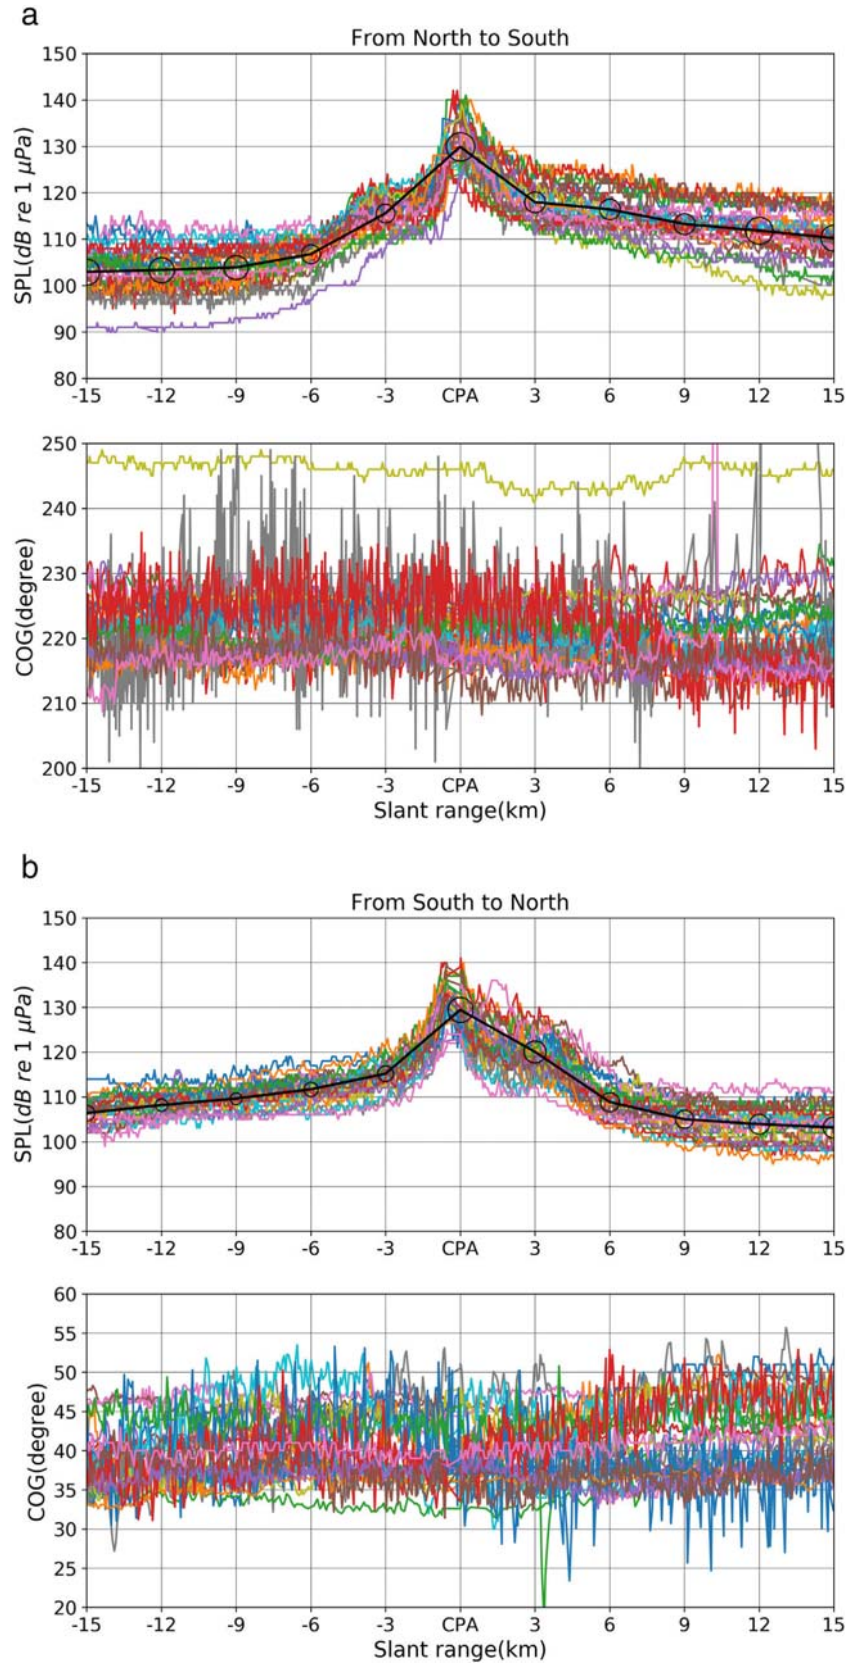 a
From North to South
SPL(dB re 1 μPa)
150
140
130
120
110
100
90
80
-15 -12 -9 -6 -3 CPA 3 6 9 12 15
COG(degree)
250
240
230
220
210
200
-15 -12 -9 -6 -3 CPA 3 6 9 12 15
Slant range(km)
b
From South to North
SPL(dB re 1 μPa)
150
140
130
120
110
100
90
80
-15 -12 -9 -6 -3 CPA 3 6 9 12 15
COG(degree)
60
55
50
45
40
35
30
25
20
-15 -12 -9 -6 -3 CPA 3 6 9 12 15
Slant range(km)